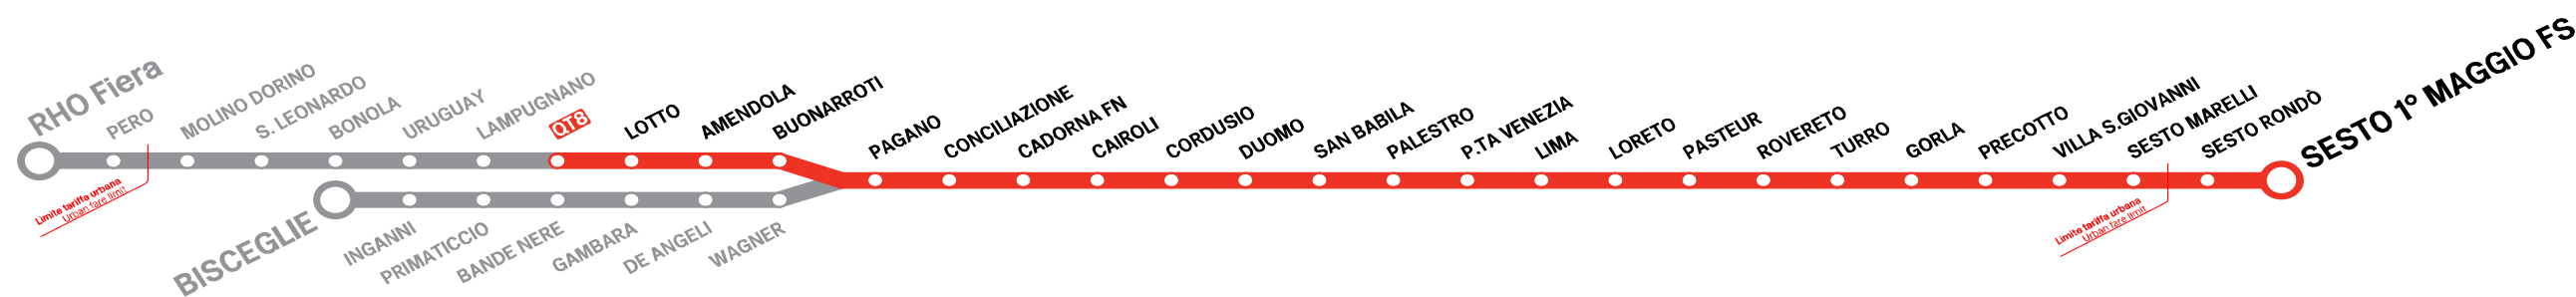 RHO Fiera
PERO
MOLINO DORINO
S. LEONARDO
BONOLA
URUGUAY
LAMPUGNANO
QT8
LOTTO
AMENDOLA
BUONARROTI
PAGANO
CONCILIAZIONE
CADORNA FN
CAIROLI
CORDUSIO
DUOMO
SAN BABILA
PALESTRO
P.TA VENEZIA
LIMA
LORETO
PASTEUR
ROVERETO
TURRO
GORLA
PRECOTTO
VILLA S.GIOVANNI
SESTO MARELLI
SESTO RONDÒ
SESTO 1° MAGGIO FS
Limite tariffa urbana
Urban fare limit
BISCEGLIE
INGANNI
PRIMATICCIO
BANDE NERE
GAMBARA
DE ANGELI
WAGNER
Limite tariffa urbana
Urban fare limit